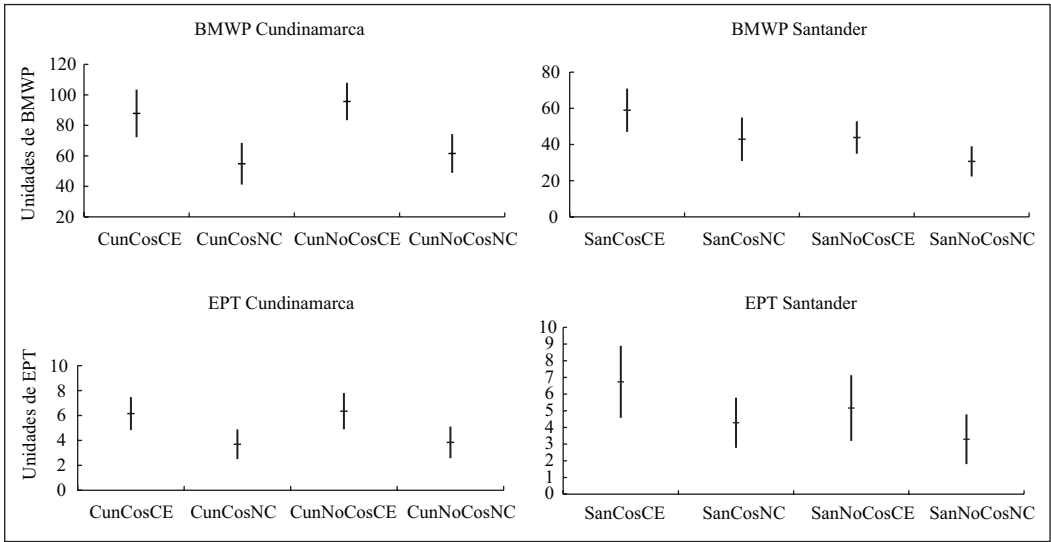 BMWP Cundinamarca
Unidades de BMWP
120
100
80
60
40
20
CunCosCE CunCosNC CunNoCosCE CunNoCosNC
BMWP Santander
80
60
40
20
0
SanCosCE SanCosNC SanNoCosCE SanNoCosNC
EPT Cundinamarca
Unidades de EPT
10
8
6
4
2
0
CunCosCE CunCosNC CunNoCosCE CunNoCosNC
EPT Santander
10
9
8
7
6
5
4
3
2
1
0
SanCosCE SanCosNC SanNoCosCE SanNoCosNC